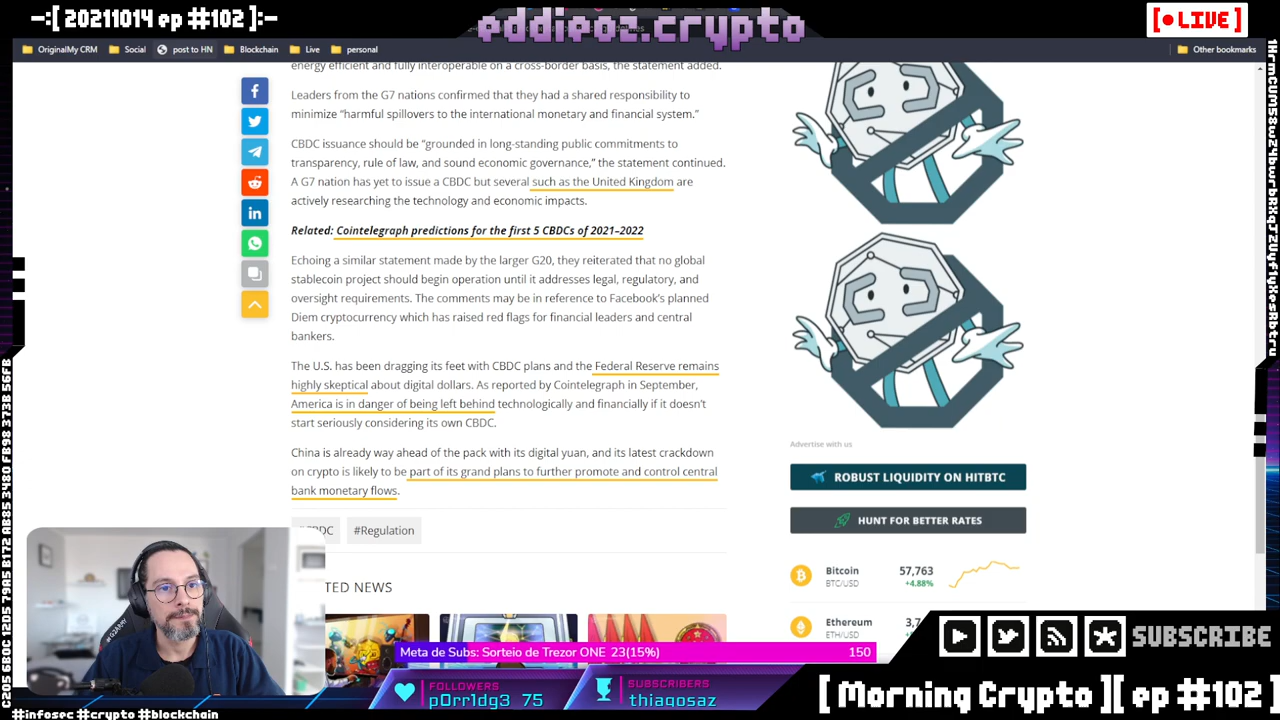 -:[ 20211014 ep #102 ]:-
eddieoz.crypto
[ LIVE ]
OriginalMy CRM
Social
post to HN
Blockchain
Live
personal
Other bookmarks
energy efficient and fully interoperable on a cross-border basis, the statement added.
Leaders from the G7 nations confirmed that they had a shared responsibility to
minimize “harmful spillovers to the international monetary and financial system.”
CBDC issuance should be “grounded in long-standing public commitments to
transparency, rule of law, and sound economic governance,” the statement continued.
A G7 nation has yet to issue a CBDC but several such as the United Kingdom are
actively researching the technology and economic impacts.
Related: Cointelegraph predictions for the first 5 CBDCs of 2021–2022
Echoing a similar statement made by the larger G20, they reiterated that no global
stablecoin project should begin operation until it addresses legal, regulatory, and
oversight requirements. The comments may be in reference to Facebook’s planned
Diem cryptocurrency which has raised red flags for financial leaders and central
bankers.
The U.S. has been dragging its feet with CBDC plans and the Federal Reserve remains
highly skeptical about digital dollars. As reported by Cointelegraph in September,
America is in danger of being left behind technologically and financially if it doesn’t
start seriously considering its own CBDC.
China is already way ahead of the pack with its digital yuan, and its latest crackdown
on crypto is likely to be part of its grand plans to further promote and control central
bank monetary flows.
#Regulation
NEWS
Advertise with us
ROBUST LIQUIDITY ON HITBTC
HUNT FOR BETTER RATES
Bitcoin 57,763
BTC/USD +4.88%
Ethereum
ETH/USD
Meta de Subs: Sorteio de Trezor ONE 23(15%) 150
FOLLOWERS
p0rr1dg3_75
SUBSCRIBERS
thiagosaz
SUBSCRIBE
[ Morning Crypto ][ ep #102 ]
#infosec #crypto #blockchain